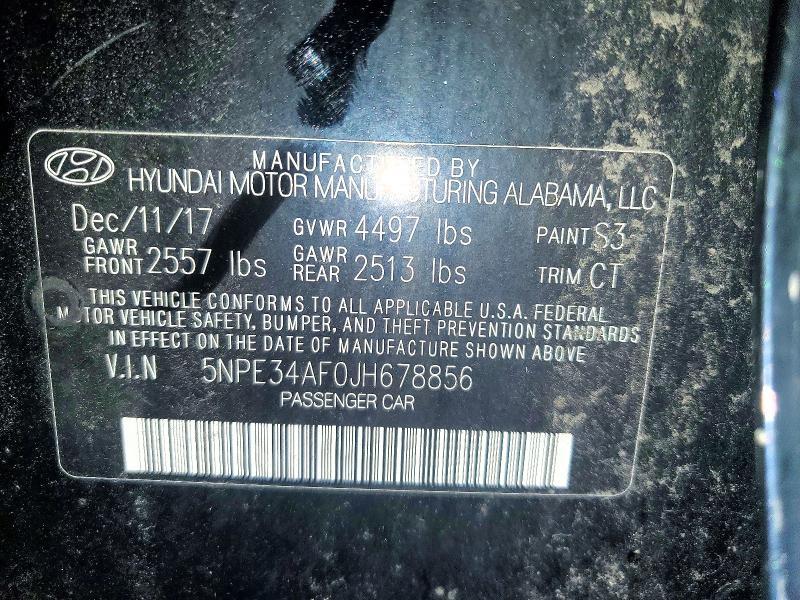 MANUFACTURED BY
HYUNDAI MOTOR MANUFACTURING ALABAMA, LLC
Dec/11/17 GVWR 4497 lbs PAINT S3
GAWR FRONT 2557 lbs GAWR REAR 2513 lbs TRIM CT
THIS VEHICLE CONFORMS TO ALL APPLICABLE U.S.A. FEDERAL
MOTOR VEHICLE SAFETY, BUMPER, AND THEFT PREVENTION STANDARDS
IN EFFECT ON THE DATE OF MANUFACTURE SHOWN ABOVE
V.I.N 5NPE34AF0JH678856
PASSENGER CAR